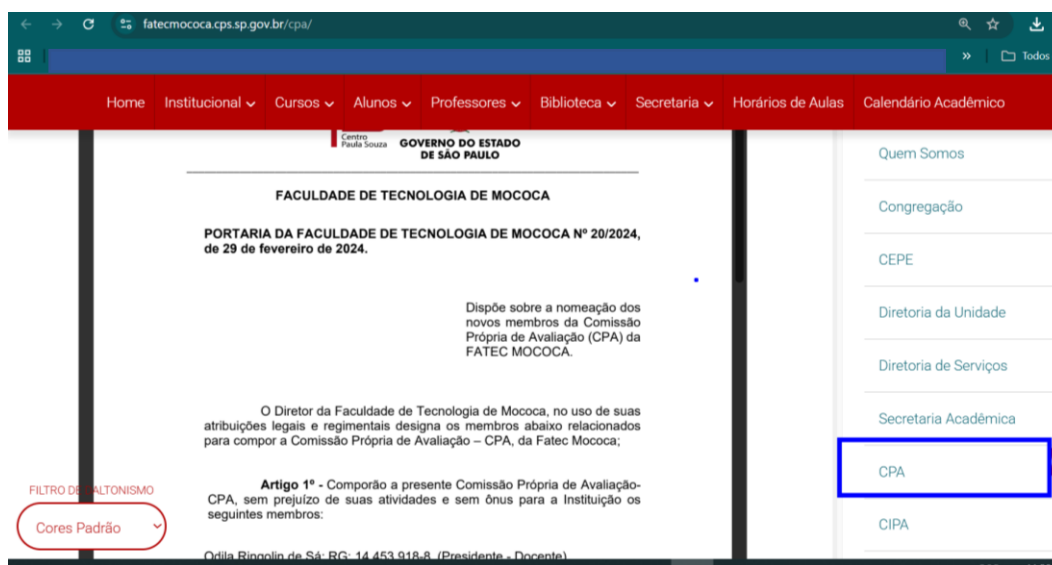 fatecmococa.cps.sp.gov.br/cpa/
» Todos
Home Institucional Cursos Alunos Professores Biblioteca Secretaria Horários de Aulas Calendário Acadêmico
Centro
Paula Souza
GOVERNO DO ESTADO
DE SÃO PAULO
FACULDADE DE TECNOLOGIA DE MOCOCA
PORTARIA DA FACULDADE DE TECNOLOGIA DE MOCOCA Nº 20/2024,
de 29 de fevereiro de 2024.
Dispõe sobre a nomeação dos
novos membros da Comissão
Própria de Avaliação (CPA) da
FATEC MOCOCA.
O Diretor da Faculdade de Tecnologia de Mococa, no uso de suas
atribuições legais e regimentais designa os membros abaixo relacionados
para compor a Comissão Própria de Avaliação – CPA, da Fatec Mococa;
Artigo 1º - Comporão a presente Comissão Própria de Avaliação-
CPA, sem prejuízo de suas atividades e sem ônus para a Instituição os
seguintes membros:
Odila Ringolin de Sá: RG: 14.453.918-8 (Presidente - Docente)
Quem Somos
Congregação
CEPE
Diretoria da Unidade
Diretoria de Serviços
Secretaria Acadêmica
CPA
CIPA
FILTRO DE DALTONISMO
Cores Padrão